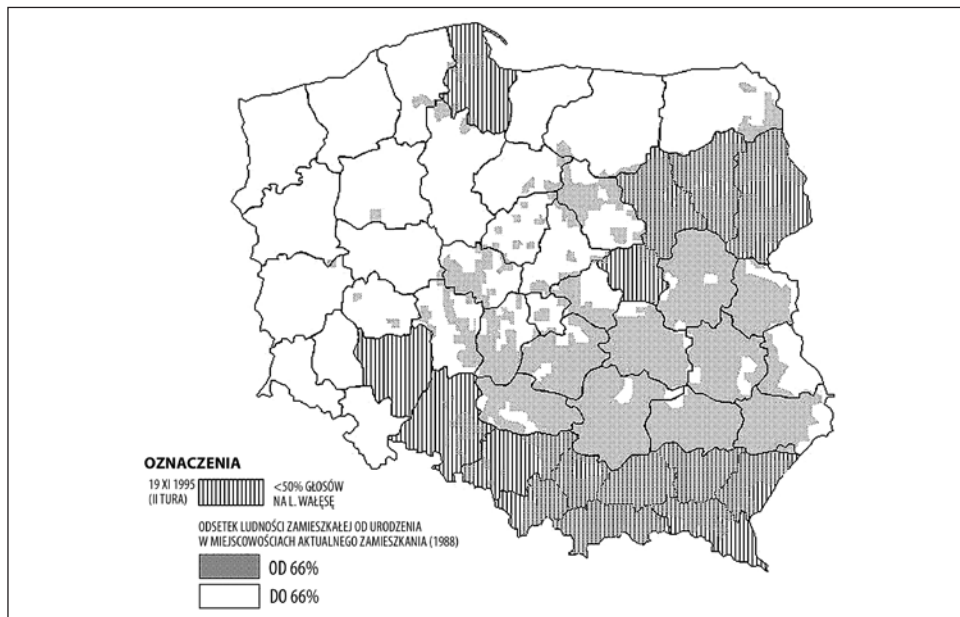 OZNACZENIA
19 XI 1995
(II TURA)
<50% GŁOSÓW
NA L. WAŁĘSĘ
ODSETEK LUDNOŚCI ZAMIESZKAŁEJ OD URODZENIA
W MIEJSCOWOŚCIACH AKTUALNEGO ZAMIESZKANIA (1988)
OD 66%
DO 66%